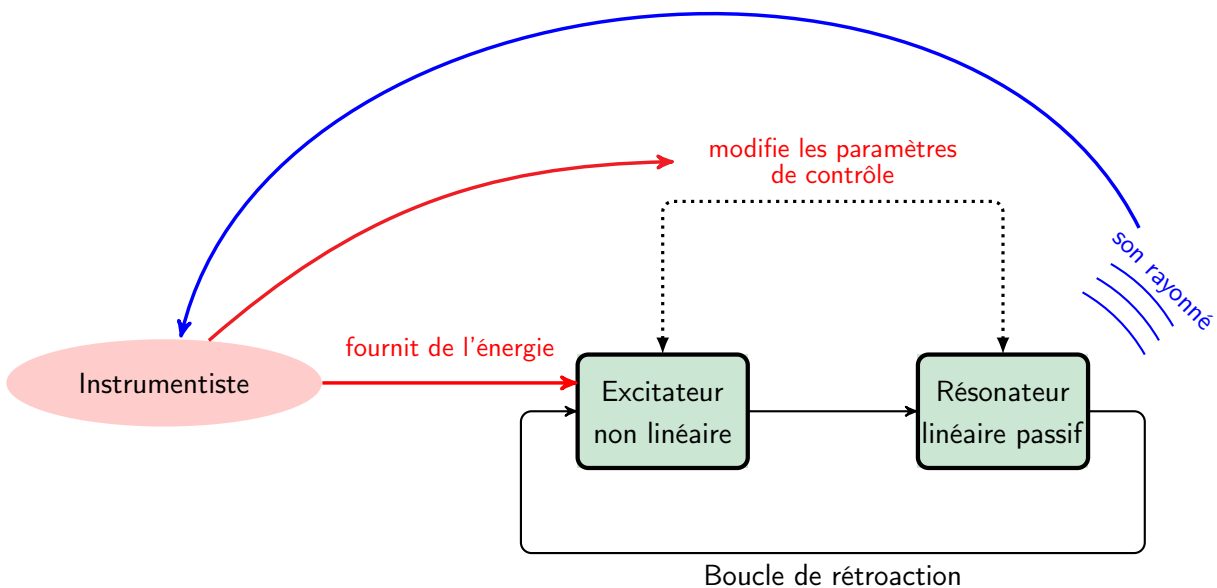 modifie les paramètres
de contrôle
son rayonné
fournit de l'énergie
Instrumentiste
Excitateur
non linéaire
Résonateur
linéaire passif
Boucle de rétroaction